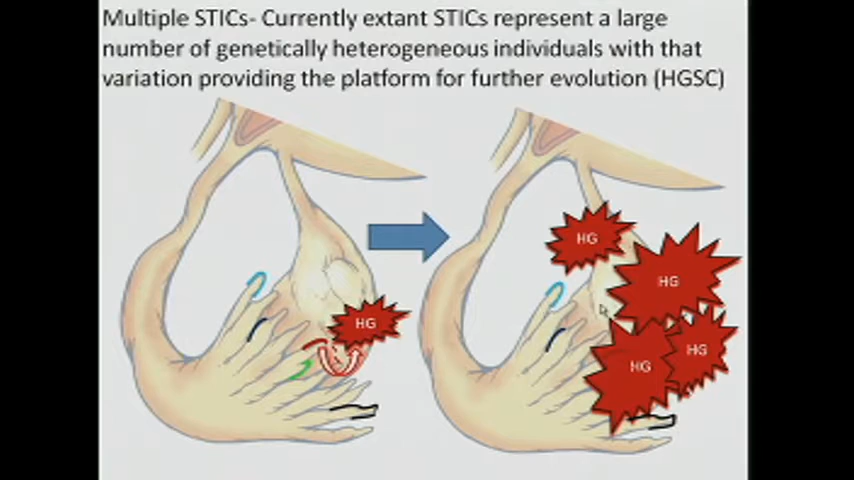 Multiple STICs- Currently extant STICs represent a large
number of genetically heterogeneous individuals with that
variation providing the platform for further evolution (HGSC)
HG
HG
HG
HG
HG